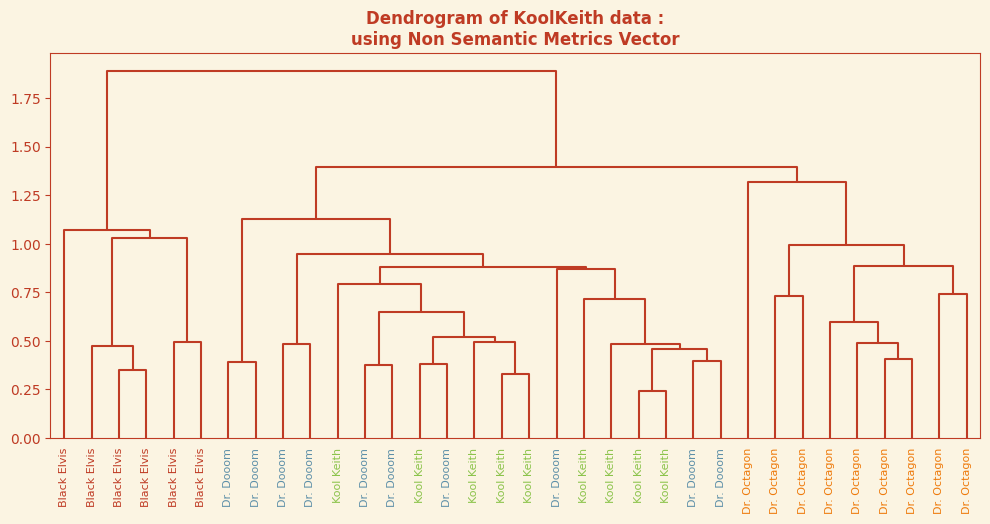 Dendrogram of KoolKeith data :
using Non Semantic Metrics Vector
1.75
1.50
1.25
1.00
0.75
0.50
0.25
0.00
Black Elvis
Black Elvis
Black Elvis
Black Elvis
Black Elvis
Black Elvis
Dr. Dooom
Dr. Dooom
Dr. Dooom
Dr. Dooom
Kool Keith
Dr. Dooom
Dr. Dooom
Kool Keith
Dr. Dooom
Kool Keith
Kool Keith
Kool Keith
Dr. Dooom
Kool Keith
Kool Keith
Kool Keith
Kool Keith
Dr. Dooom
Dr. Dooom
Dr. Octagon
Dr. Octagon
Dr. Octagon
Dr. Octagon
Dr. Octagon
Dr. Octagon
Dr. Octagon
Dr. Octagon
Dr. Octagon